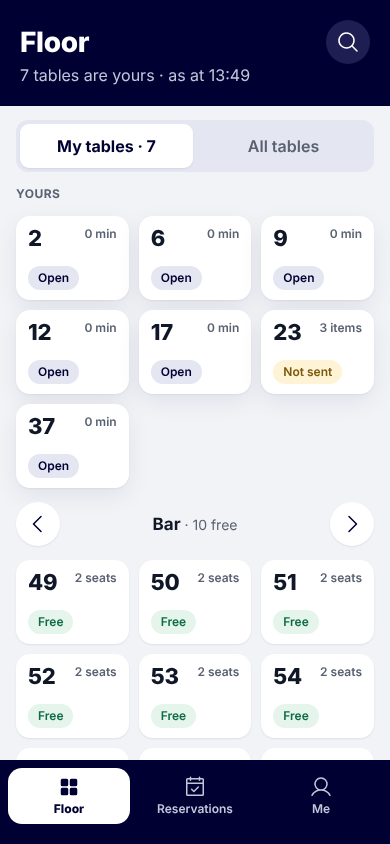 Floor
7 tables are yours · as at 13:49
My tables · 7
All tables
YOURS
2
0 min
Open
6
0 min
Open
9
0 min
Open
12
0 min
Open
17
0 min
Open
23
3 items
Not sent
37
0 min
Open
Bar · 10 free
49
2 seats
Free
50
2 seats
Free
51
2 seats
Free
52
2 seats
Free
53
2 seats
Free
54
2 seats
Free
Floor
Reservations
Me